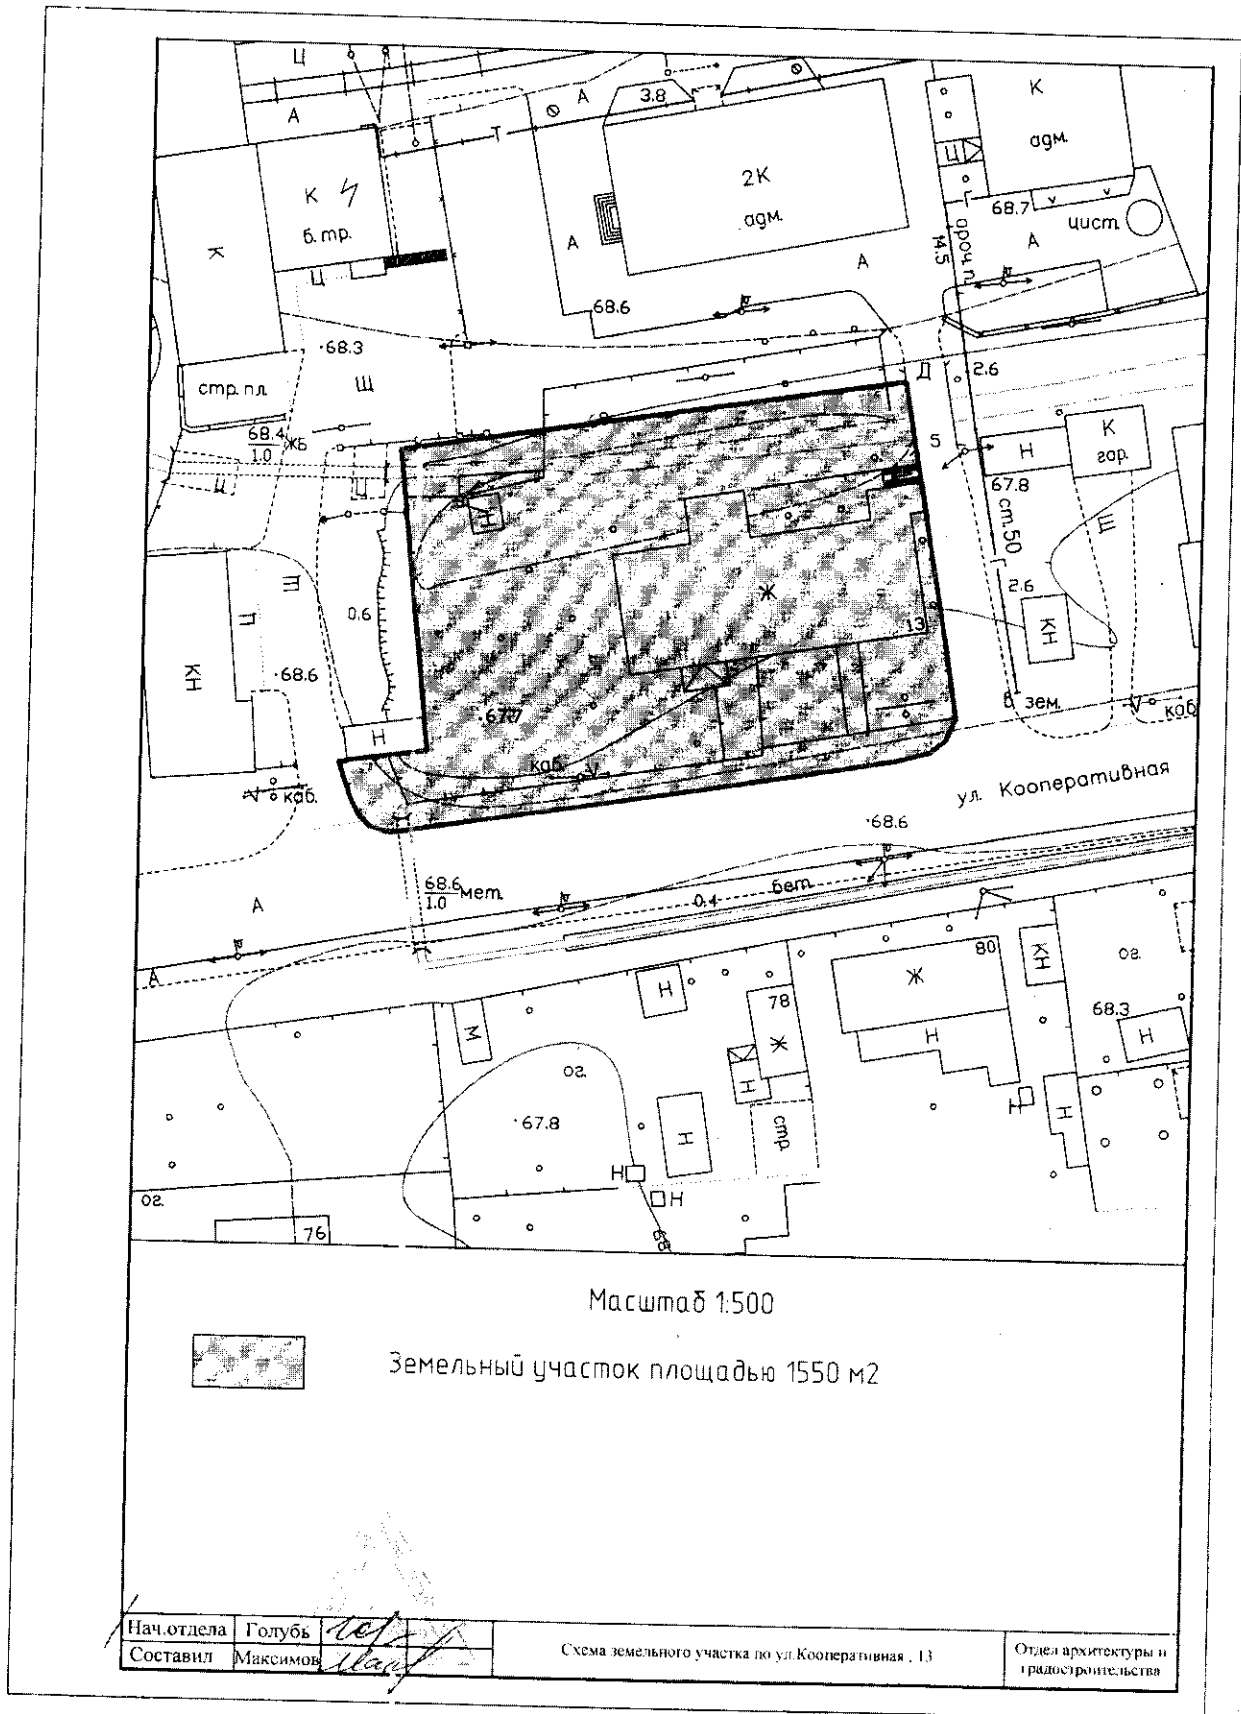 Ц
А
Т
А
3.8
К
адм.
Ц
К
б. тр.
Ц
К
2К
адм.
А
А
68.6
Г
ароч. п.
14.5
68.7
А
цист.
·68.3
Щ
стр. пл.
68.4
1.0
ЖБ
Ц
Ц
Д
2.6
5
Н
К
гар.
67.8
ст.50
Г
2.6
Щ
КН
Н
Ж
13
0.6
Ш
П
КН
·68.6
Н
·67.7
каб.
V
V
каб.
зем.
V
каб.
ул. Кооперативная
·68.6
68.6
1.0
мет.
0.4
бет.
А
А
М
Н
78
Ж
Н
стр.
Ж
80
Н
КН
ог.
68.3
Н
Н
Н
ог.
·67.8
Н
Н
Н
68
ог.
76
Масштаб 1:500
Земельный участок площадью 1550 м2
Нач.отдела Голубь
Составил Максимов
Схема земельного участка по ул.Кооперативная , 13
Отдел архитектуры и
градостроительства